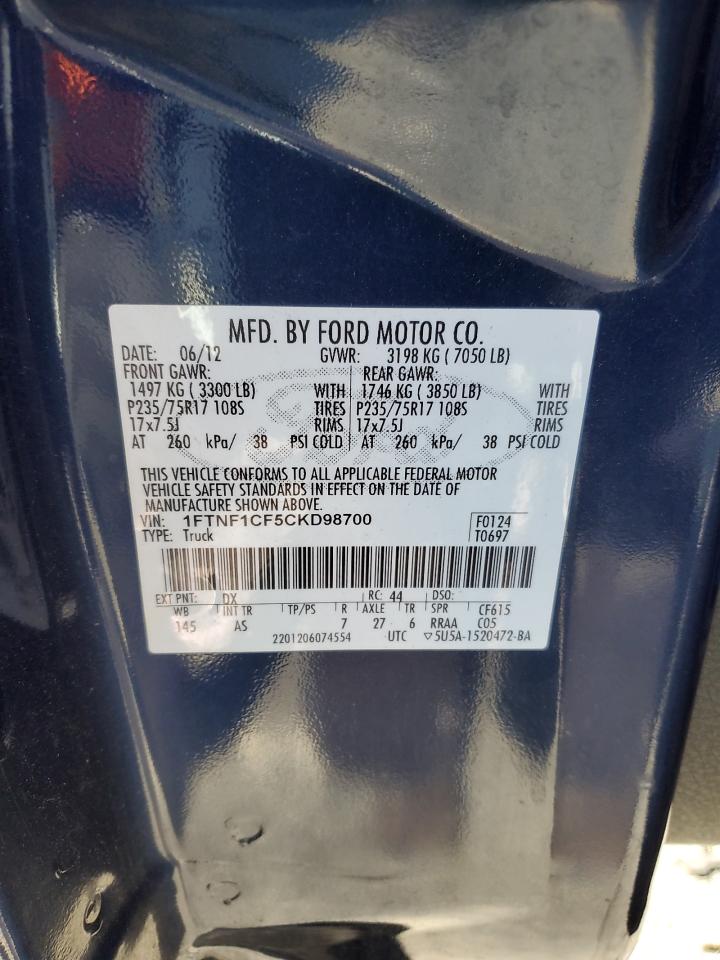 MFD. BY FORD MOTOR CO.
DATE: 06/12 GVWR: 3198 KG ( 7050 LB)
FRONT GAWR: REAR GAWR:
1497 KG ( 3300 LB) WITH 1746 KG ( 3850 LB) WITH
P235/75R17 108S TIRES P235/75R17 108S TIRES
17x7.5J RIMS 17x7.5J RIMS
AT 260 kPa/ 38 PSI COLD AT 260 kPa/ 38 PSI COLD
THIS VEHICLE CONFORMS TO ALL APPLICABLE FEDERAL MOTOR
VEHICLE SAFETY STANDARDS IN EFFECT ON THE DATE OF
MANUFACTURE SHOWN ABOVE.
VIN: 1FTNF1CF5CKD98700 F0124
TYPE: Truck T0697
EXT PNT: DX RC: 44 DSO:
WB INT TR TP/PS R AXLE TR SPR CF615
145 AS 7 27 6 RRAA C05
2201206074554 UTC ▽5U5A-1520472-BA